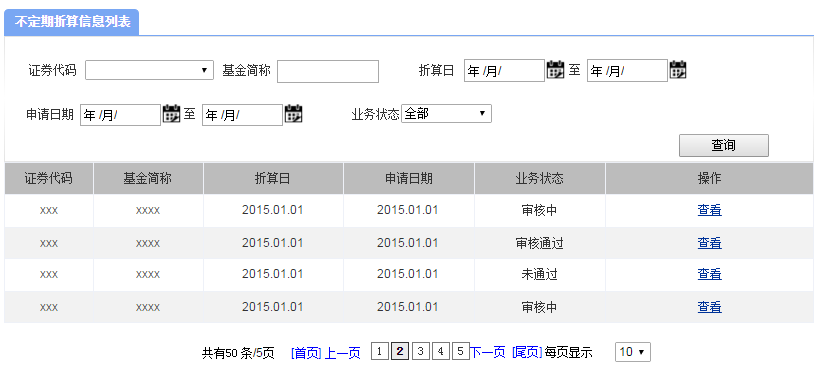 不定期折算信息列表
证券代码 基金简称 折算日 年 /月/ 至 年 /月/
申请日期 年 /月/ 至 年 /月/ 业务状态 全部
查询
证券代码 基金简称 折算日 申请日期 业务状态 操作
xxx xxxx 2015.01.01 2015.01.01 审核中 查看
xxx xxxx 2015.01.01 2015.01.01 审核通过 查看
xxx xxxx 2015.01.01 2015.01.01 未通过 查看
xxx xxxx 2015.01.01 2015.01.01 审核中 查看
共有50 条/5页 [首页] 上一页 1 2 3 4 5 下一页 [尾页] 每页显示 10